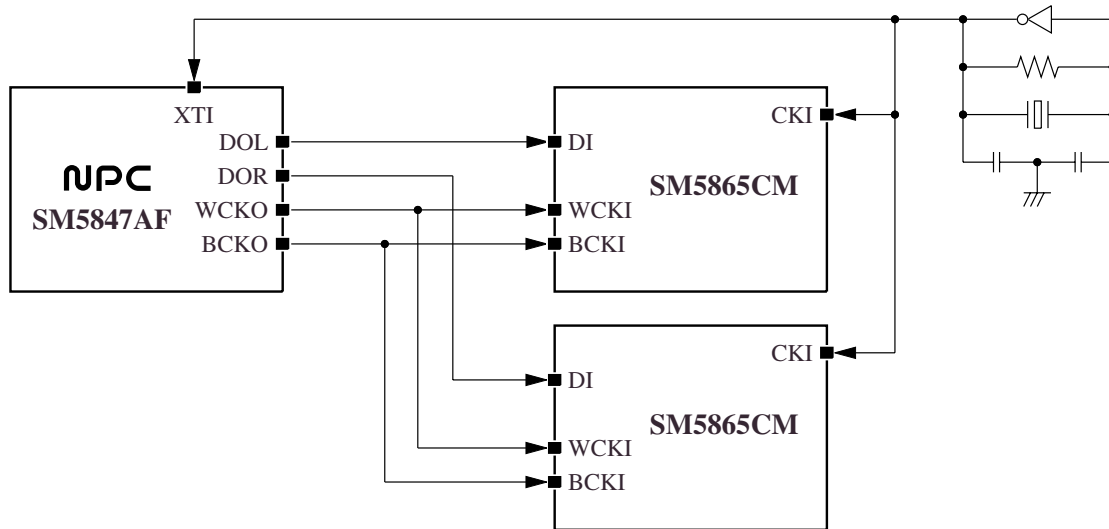 XTI
DOL
DOR
NPC
SM5847AF
WCKO
BCKO
CKI
DI
SM5865CM
WCKI
BCKI
CKI
DI
SM5865CM
WCKI
BCKI